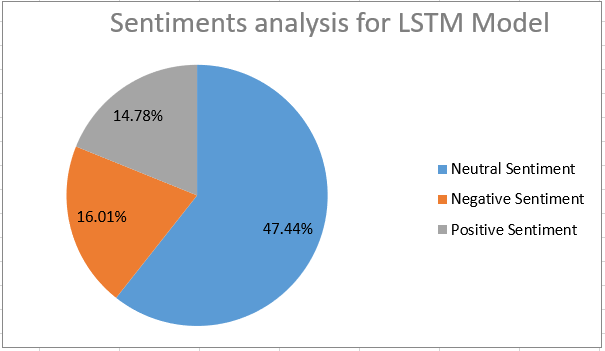 Sentiments analysis for LSTM Model
14.78%
16.01%
47.44%
Neutral Sentiment
Negative Sentiment
Positive Sentiment